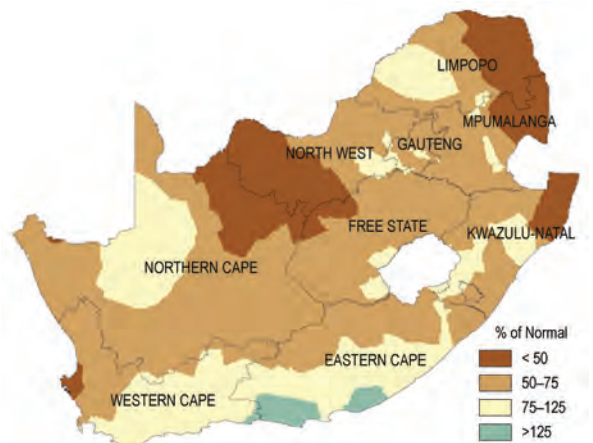 LIMPOPO
MPUMALANGA
GAUTENG
NORTH WEST
FREE STATE
KWAZULU-NATAL
NORTHERN CAPE
EASTERN CAPE
WESTERN CAPE
% of Normal
< 50
50–75
75–125
>125